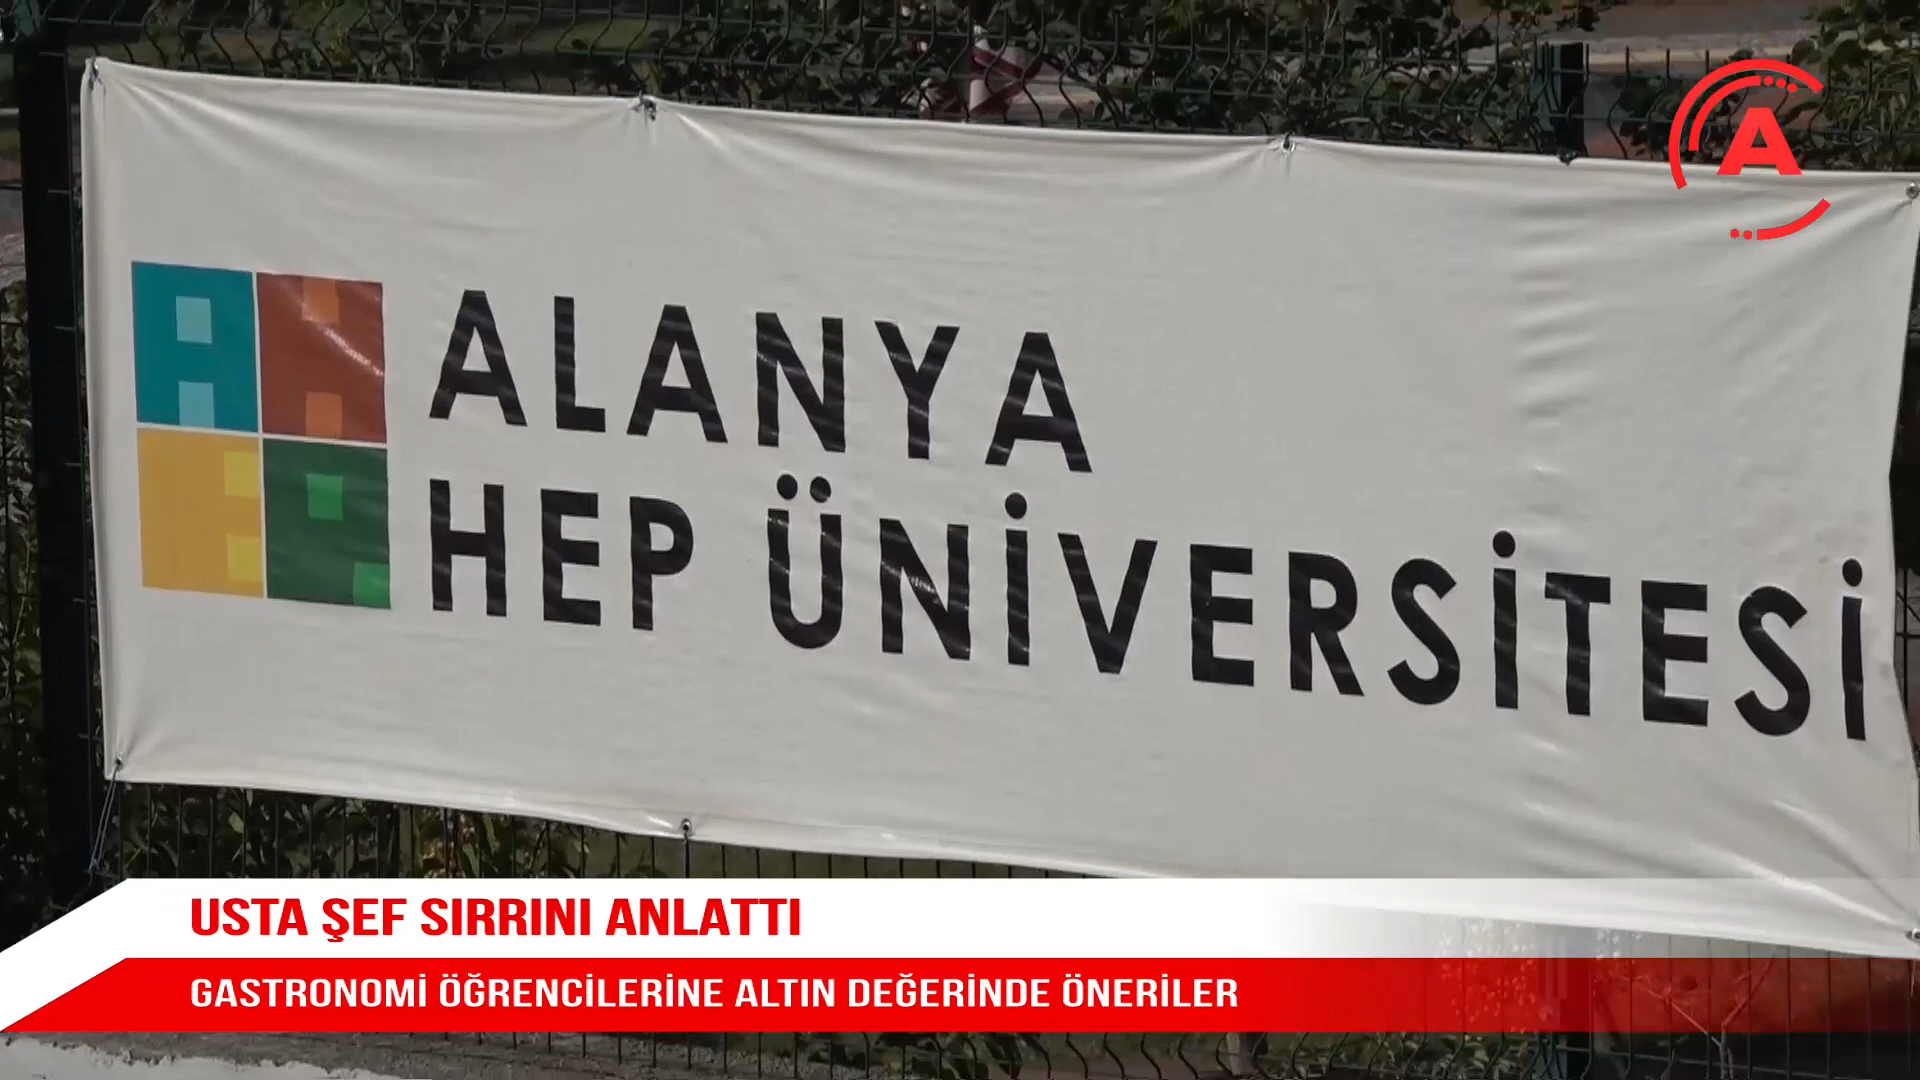 A
ALANYA
HEP ÜNİVERSİTESİ
USTA ŞEF SIRRINI ANLATTI
GASTRONOMİ ÖĞRENCİLERİNE ALTIN DEĞERİNDE ÖNERİLER